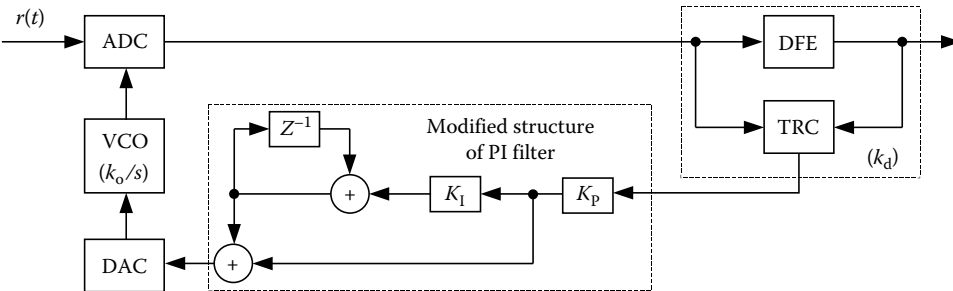 r(t)
ADC
DFE
TRC
(k_d)
VCO
(k_o/s)
Z^{-1}
Modified structure
of PI filter
+
K_I
K_P
DAC
+